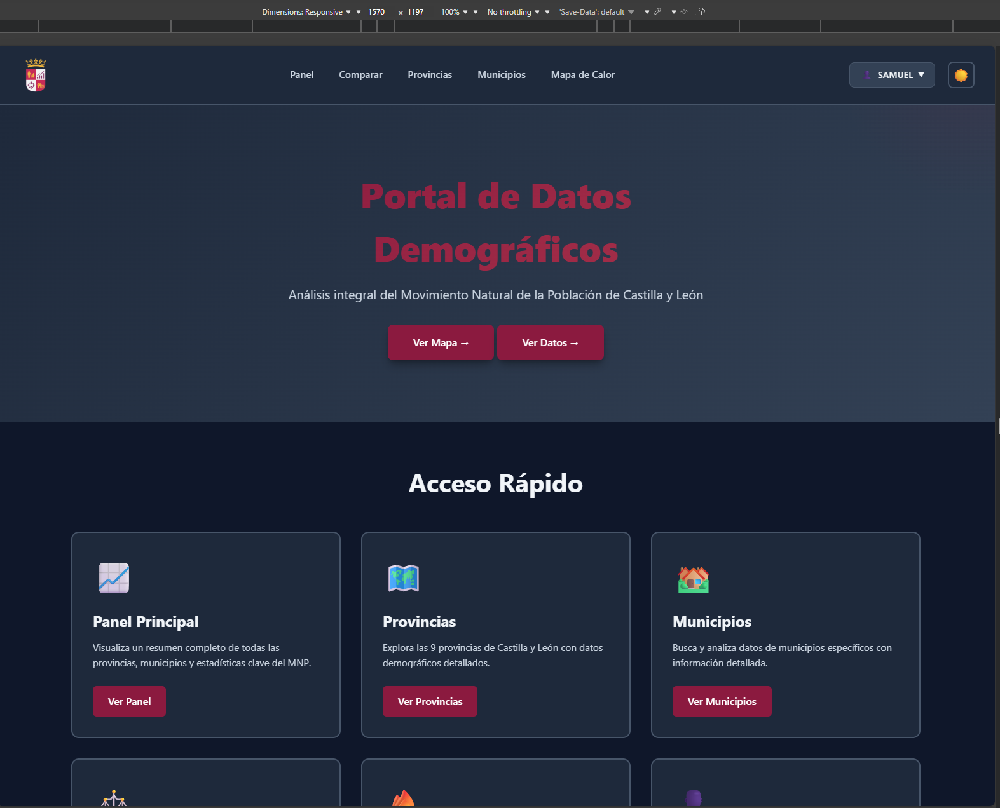 Dimensions: Responsive ▼ ▼ 1570 × 1197 100% ▼ ▼ No throttling ▼ ▼ 'Save-Data': default ▼ ▼ ▼
Panel Comparar Provincias Municipios Mapa de Calor SAMUEL ▼
Portal de Datos
Demográficos
Análisis integral del Movimiento Natural de la Población de Castilla y León
Ver Mapa → Ver Datos →
Acceso Rápido
Panel Principal
Visualiza un resumen completo de todas las
provincias, municipios y estadísticas clave del MNP.
Ver Panel
Provincias
Explora las 9 provincias de Castilla y León con datos
demográficos detallados.
Ver Provincias
Municipios
Busca y analiza datos de municipios específicos con
información detallada.
Ver Municipios